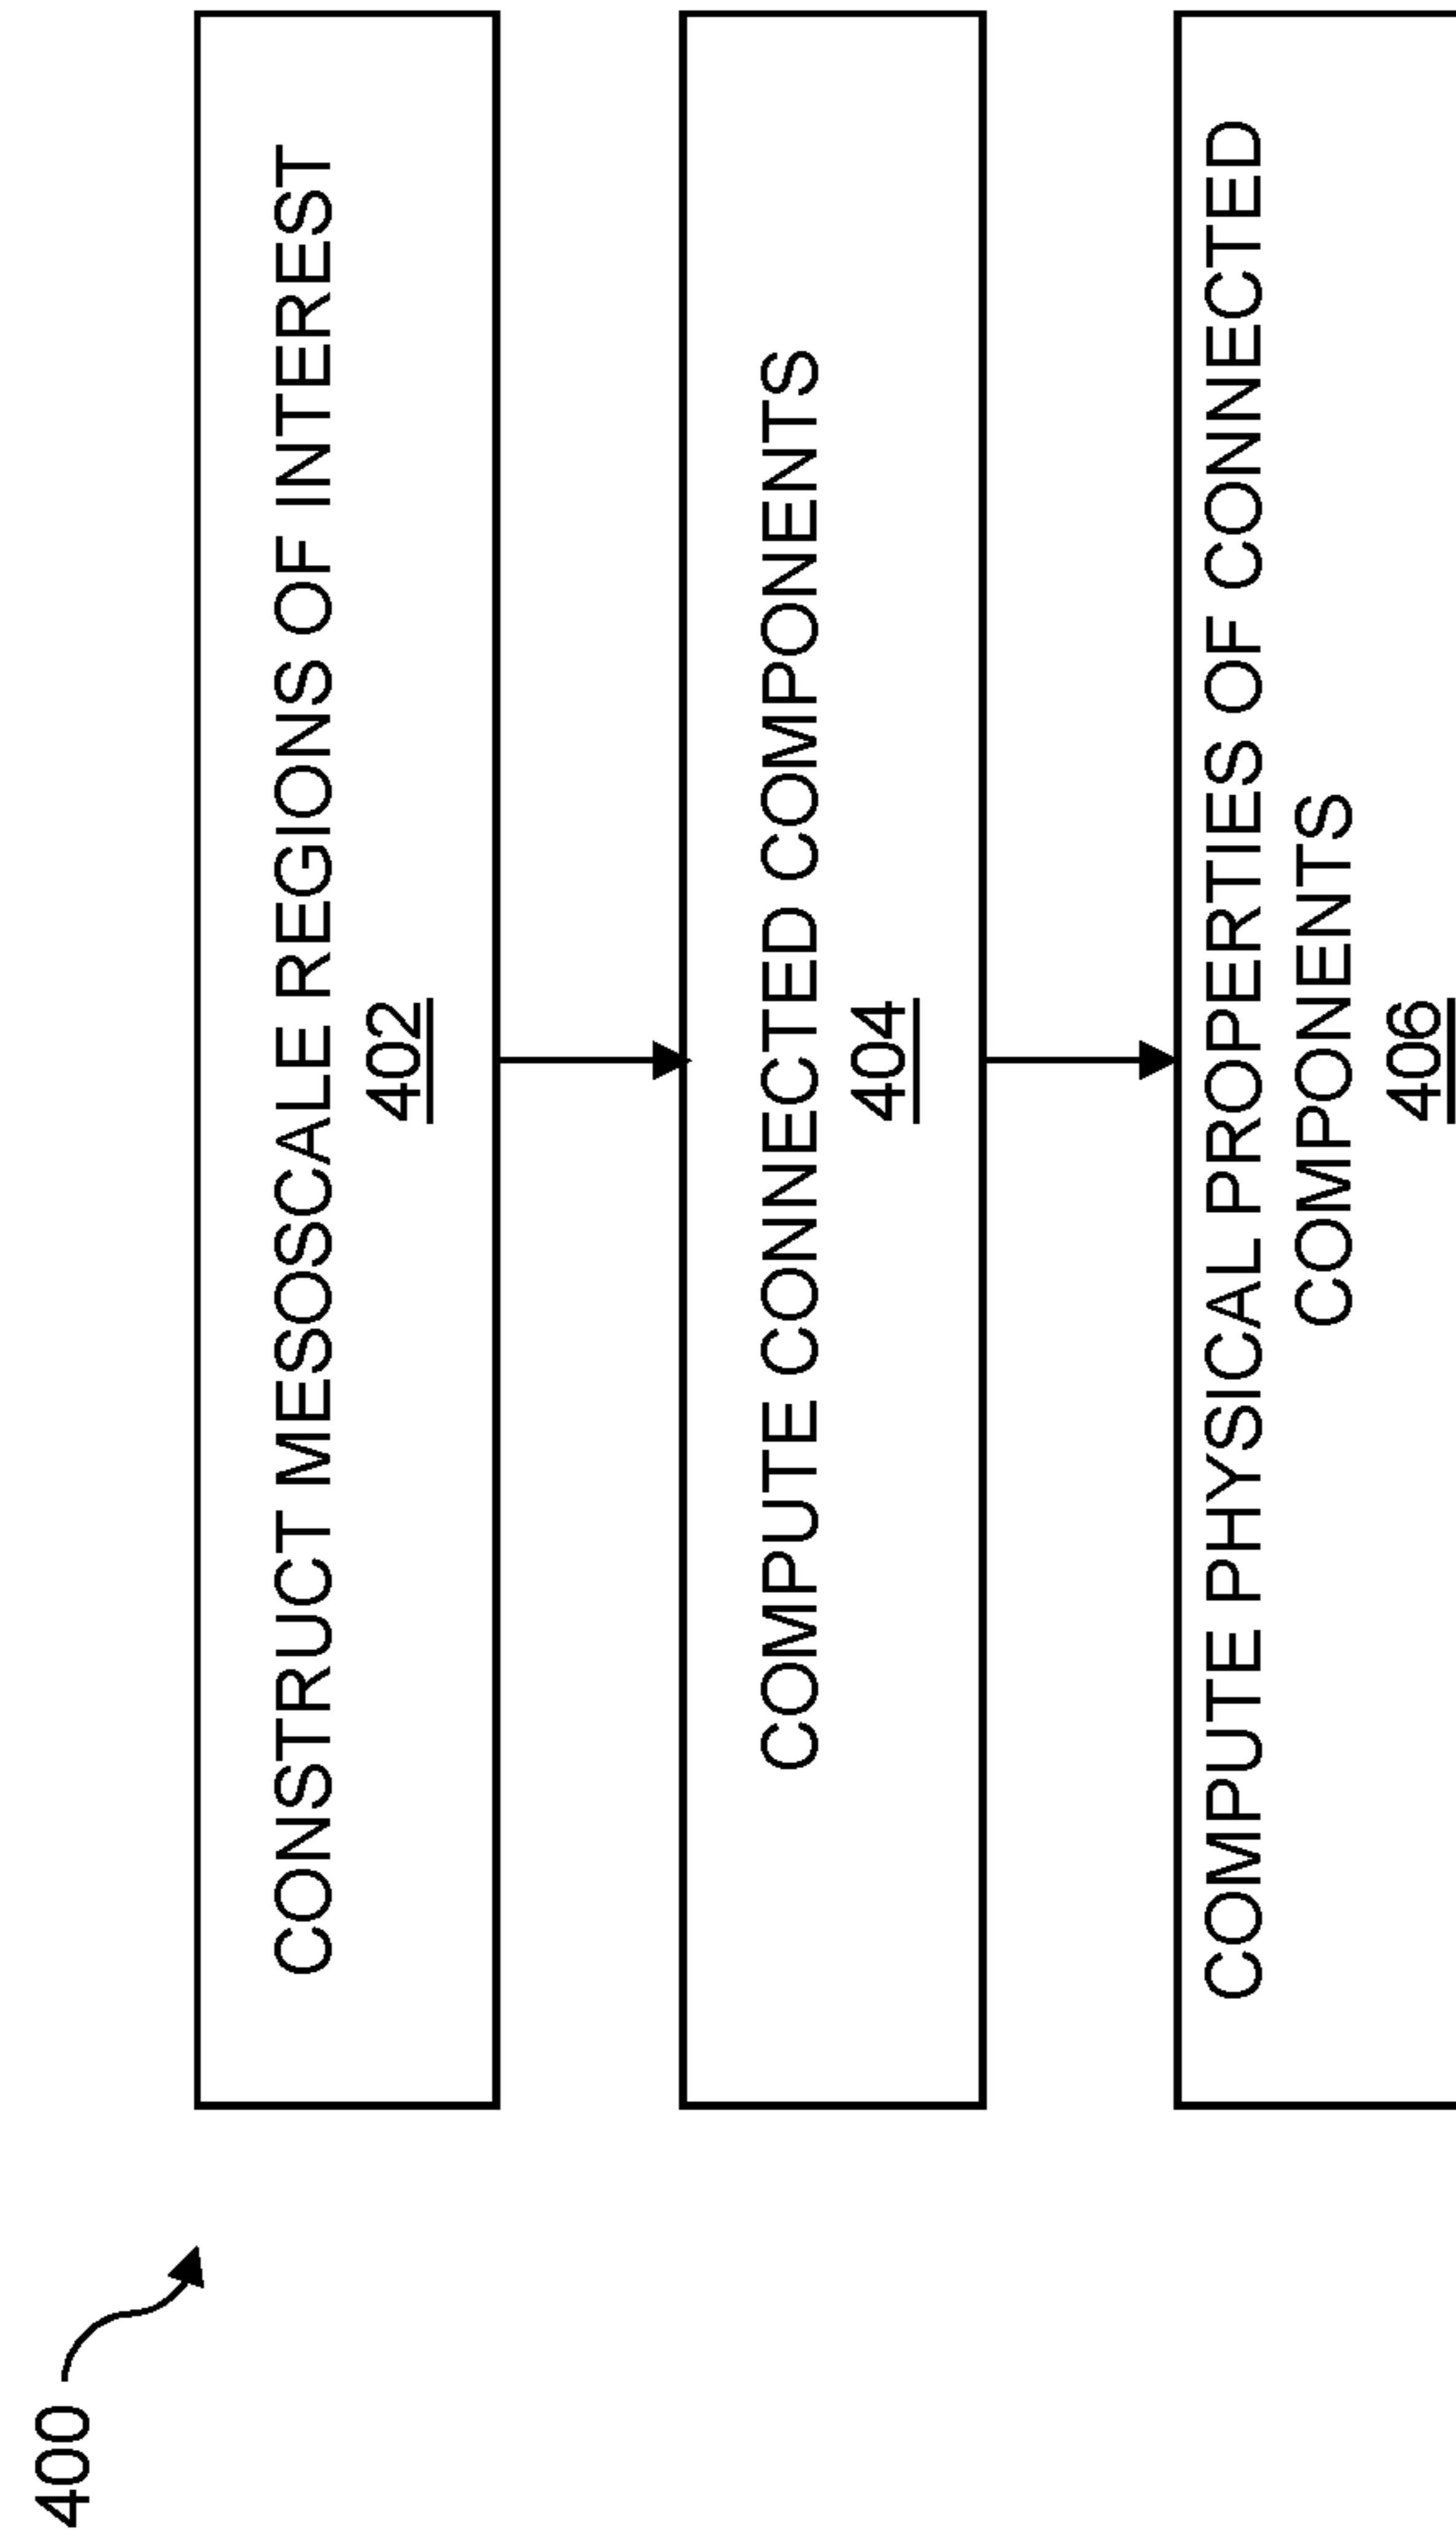 400
CONSTRUCT MESOSCALE REGIONS OF INTEREST
402
COMPUTE CONNECTED COMPONENTS
404
COMPUTE PHYSICAL PROPERTIES OF CONNECTED
COMPONENTS
406